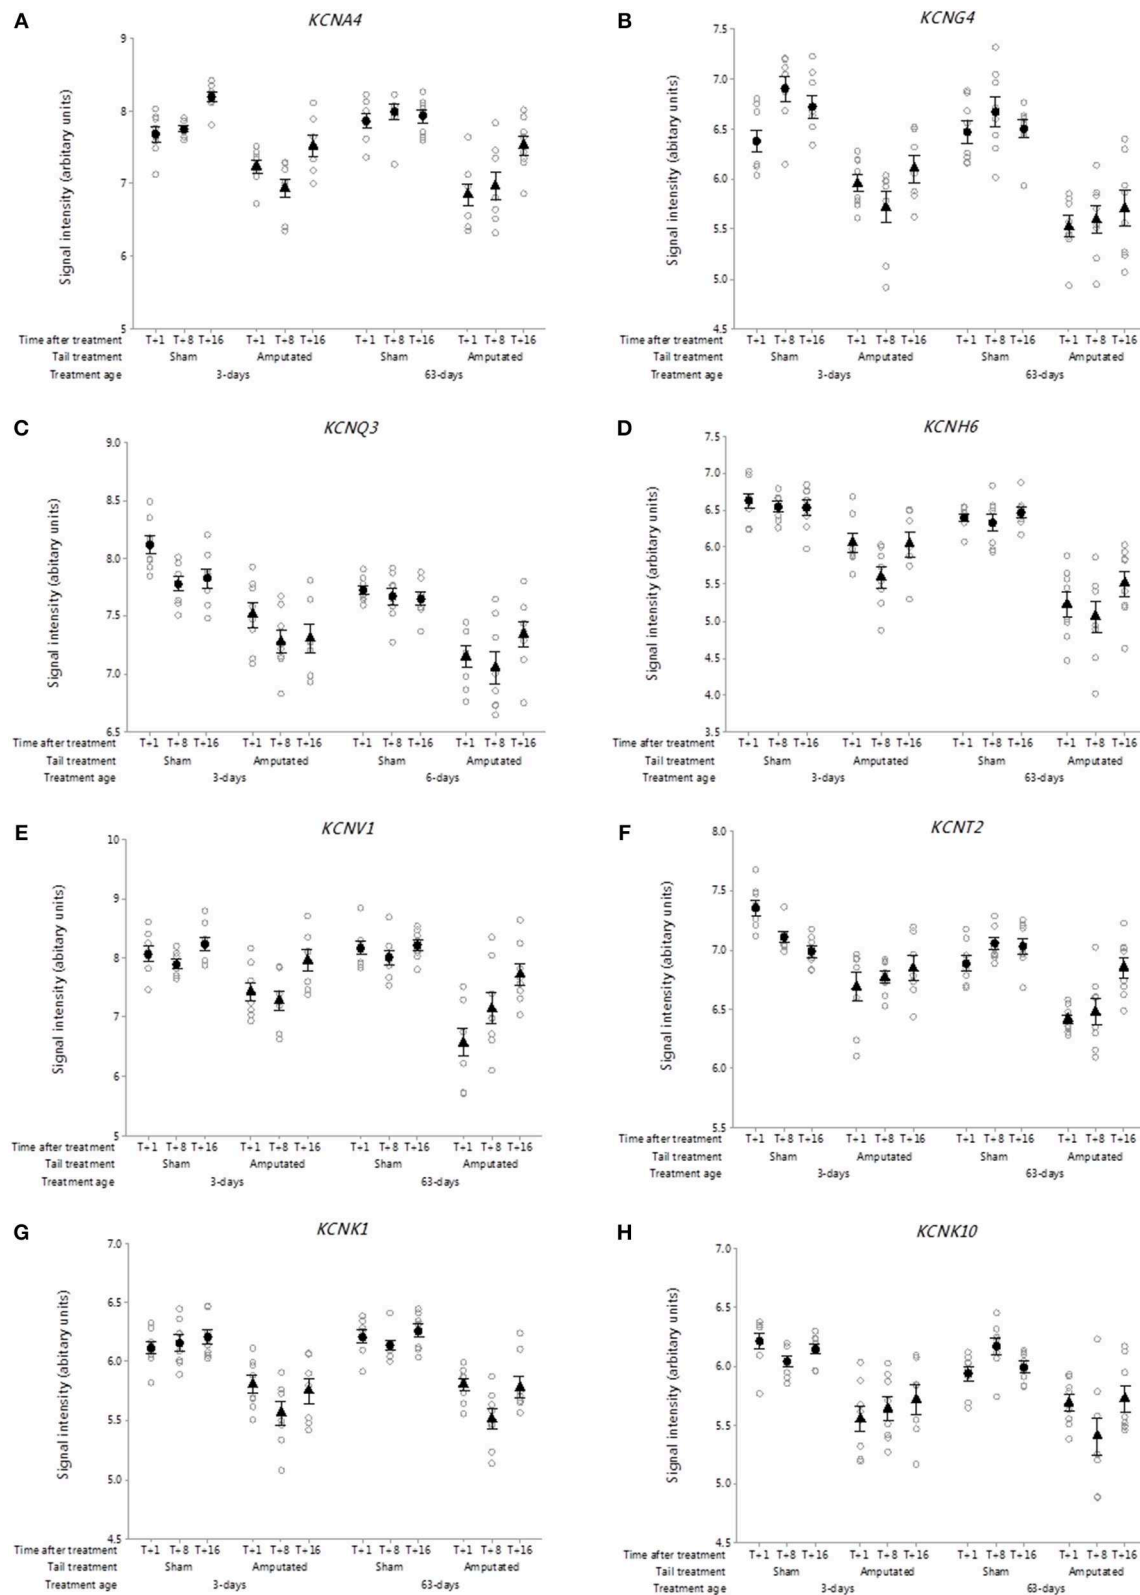 A
KCNA4
Signal intensity (arbitrary units)
9
8
7
6
5
Time after treatment T+1 T+8 T+16 T+1 T+8 T+16 T+1 T+8 T+16 T+1 T+8 T+16
Tail treatment Sham Amputated Sham Amputated
Treatment age 3-days 63-days
B
KCNG4
Signal intensity (abitary units)
7.5
7.0
6.5
6.0
5.5
5.0
4.5
Time after treatment T+1 T+8 T+16 T+1 T+8 T+16 T+1 T+8 T+16 T+1 T+8 T+16
Tail treatment Sham Amputated Sham Amputated
Treatment age 3-days 63-days
C
KCNQ3
Signal intensity (abitary units)
9.0
8.5
8.0
7.5
7.0
6.5
Time after treatment T+1 T+8 T+16 T+1 T+8 T+16 T+1 T+8 T+16 T+1 T+8 T+16
Tail treatment Sham Amputated Sham Amputated
Treatment age 3-days 6-days
D
KCNH6
Signal intensity (arbitrary units)
7.5
7.0
6.5
6.0
5.5
5.0
4.5
4.0
3.5
Time after treatment T+1 T+8 T+16 T+1 T+8 T+16 T+1 T+8 T+16 T+1 T+8 T+16
Tail treatment Sham Amputated Sham Amputated
Treatment age 3-days 63-days
E
KCNV1
Signal intensity (abitary units)
10
9
8
7
6
5
Time after treatment T+1 T+8 T+16 T+1 T+8 T+16 T+1 T+8 T+16 T+1 T+8 T+16
Tail treatment Sham Amputated Sham Amputated
Treatment age 3-days 63-days
F
KCNT2
Signal intensity (arbitrary units)
8.0
7.5
7.0
6.5
6.0
5.5
Time after treatment T+1 T+8 T+16 T+1 T+8 T+16 T+1 T+8 T+16 T+1 T+8 T+16
Tail treatment Sham Amputated Sham Amputated
Treatment age 3-days 63-days
G
KCNK1
Signal intensity (abitary units)
7.0
6.5
6.0
5.5
5.0
4.5
Time after treatment T+1 T+8 T+16 T+1 T+8 T+16 T+1 T+8 T+16 T+1 T+8 T+16
Tail treatment Sham Amputated Sham Amputated
Treatment age 3-days 63-days
H
KCNK10
Signal intensity (arbitrary units)
7.0
6.5
6.0
5.5
5.0
4.5
Time after treatment T+1 T+8 T+16 T+1 T+8 T+16 T+1 T+8 T+16 T+1 T+8 T+16
Tail treatment Sham Amputated Sham Amputated
Treatment age 3-days 63-days